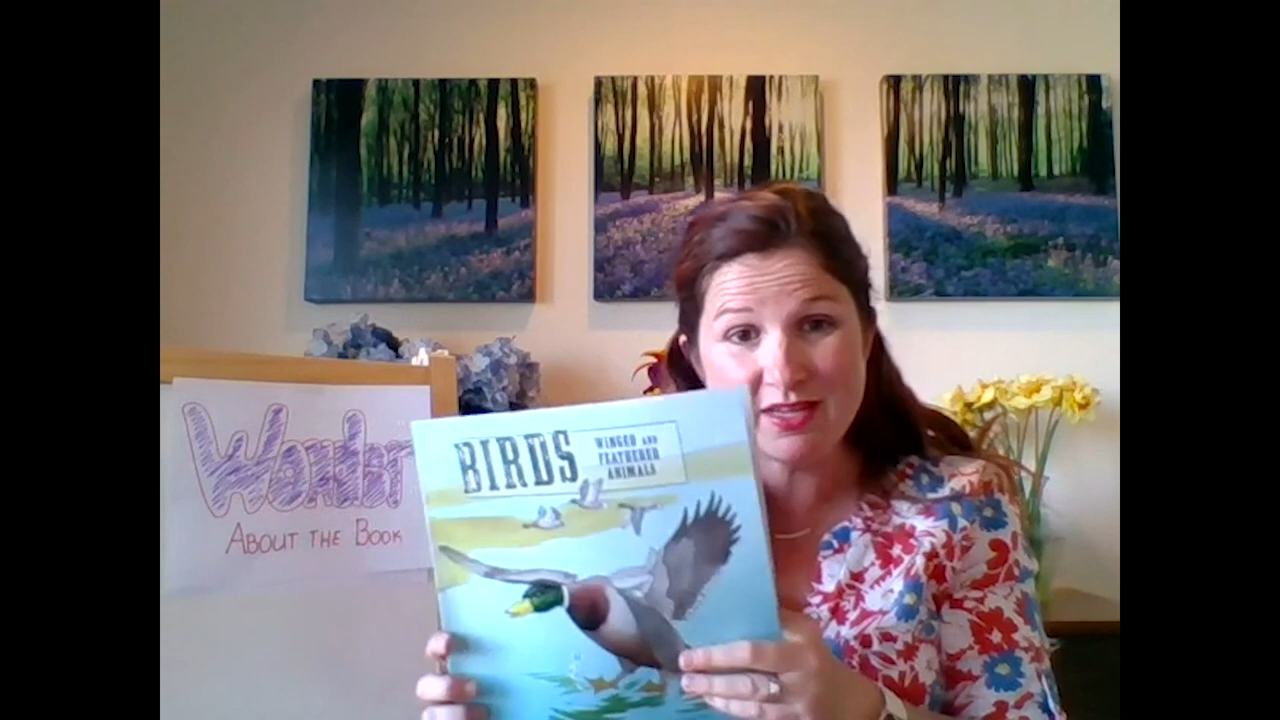 Wonder
ABOUT THE BOOK
BIRDS
WINGED AND
FEATHERED
ANIMALS